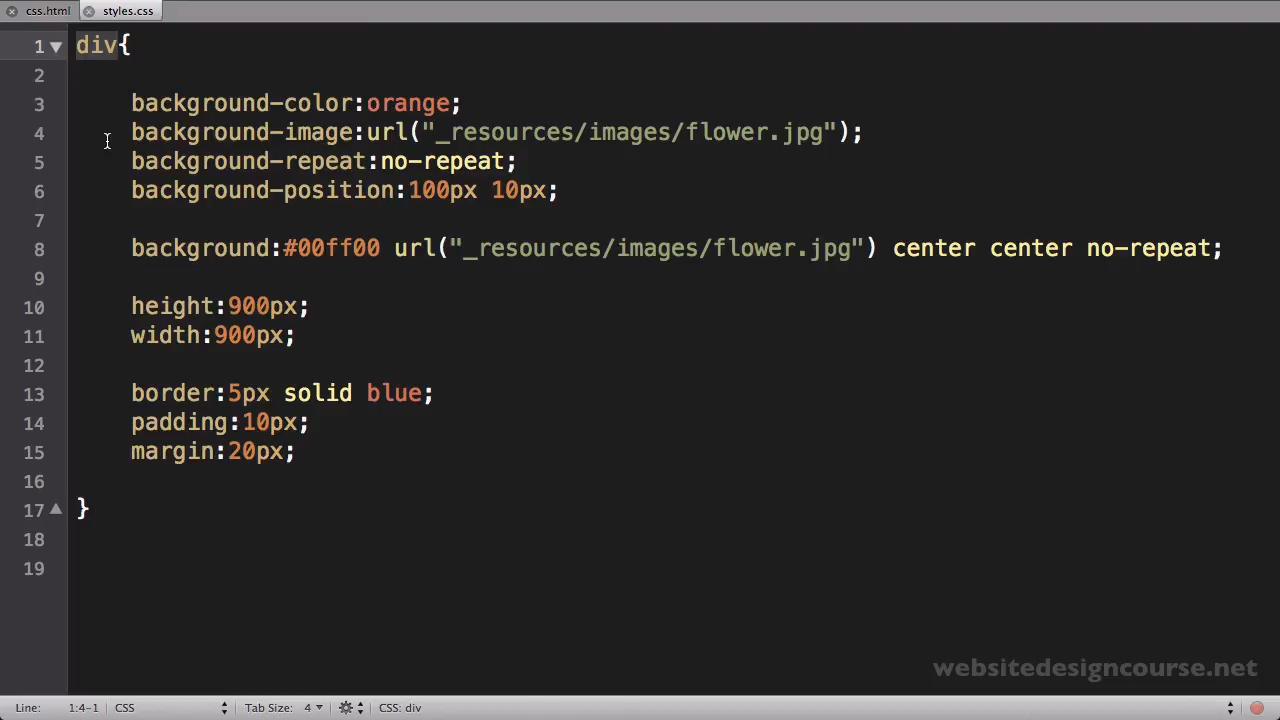 css.html styles.css
1 div{
2
3 background-color:orange;
4 background-image:url("_resources/images/flower.jpg");
5 background-repeat:no-repeat;
6 background-position:100px 10px;
7
8 background:#00ff00 url("_resources/images/flower.jpg") center center no-repeat;
9
10 height:900px;
11 width:900px;
12
13 border:5px solid blue;
14 padding:10px;
15 margin:20px;
16
17 }
18
19
websitedesigncourse.net
Line: 1:4-1 CSS Tab Size: 4 CSS: div